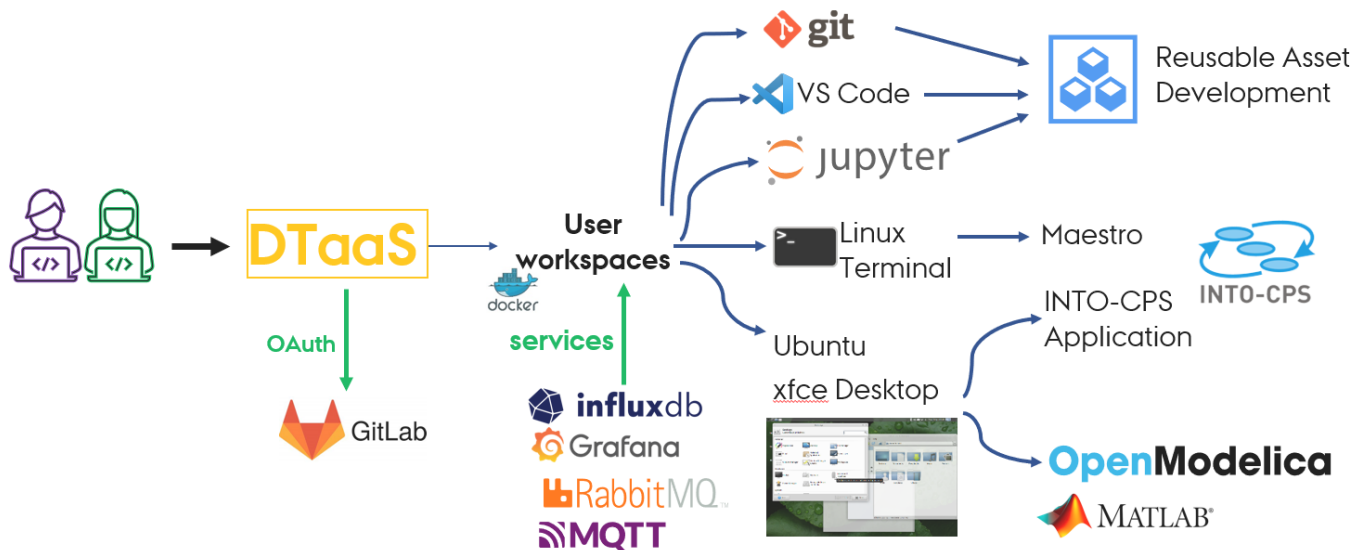 git
VS Code
Jupyter
Reusable Asset
Development
</>
</>
DTaaS
User
workspaces
docker
>_
Linux
Terminal
Maestro
INTO-CPS
INTO-CPS
Application
OAuth
GitLab
services
influxdb
Grafana
RabbitMQ™
MQTT
Ubuntu
xfce Desktop
OpenModelica
MATLAB®